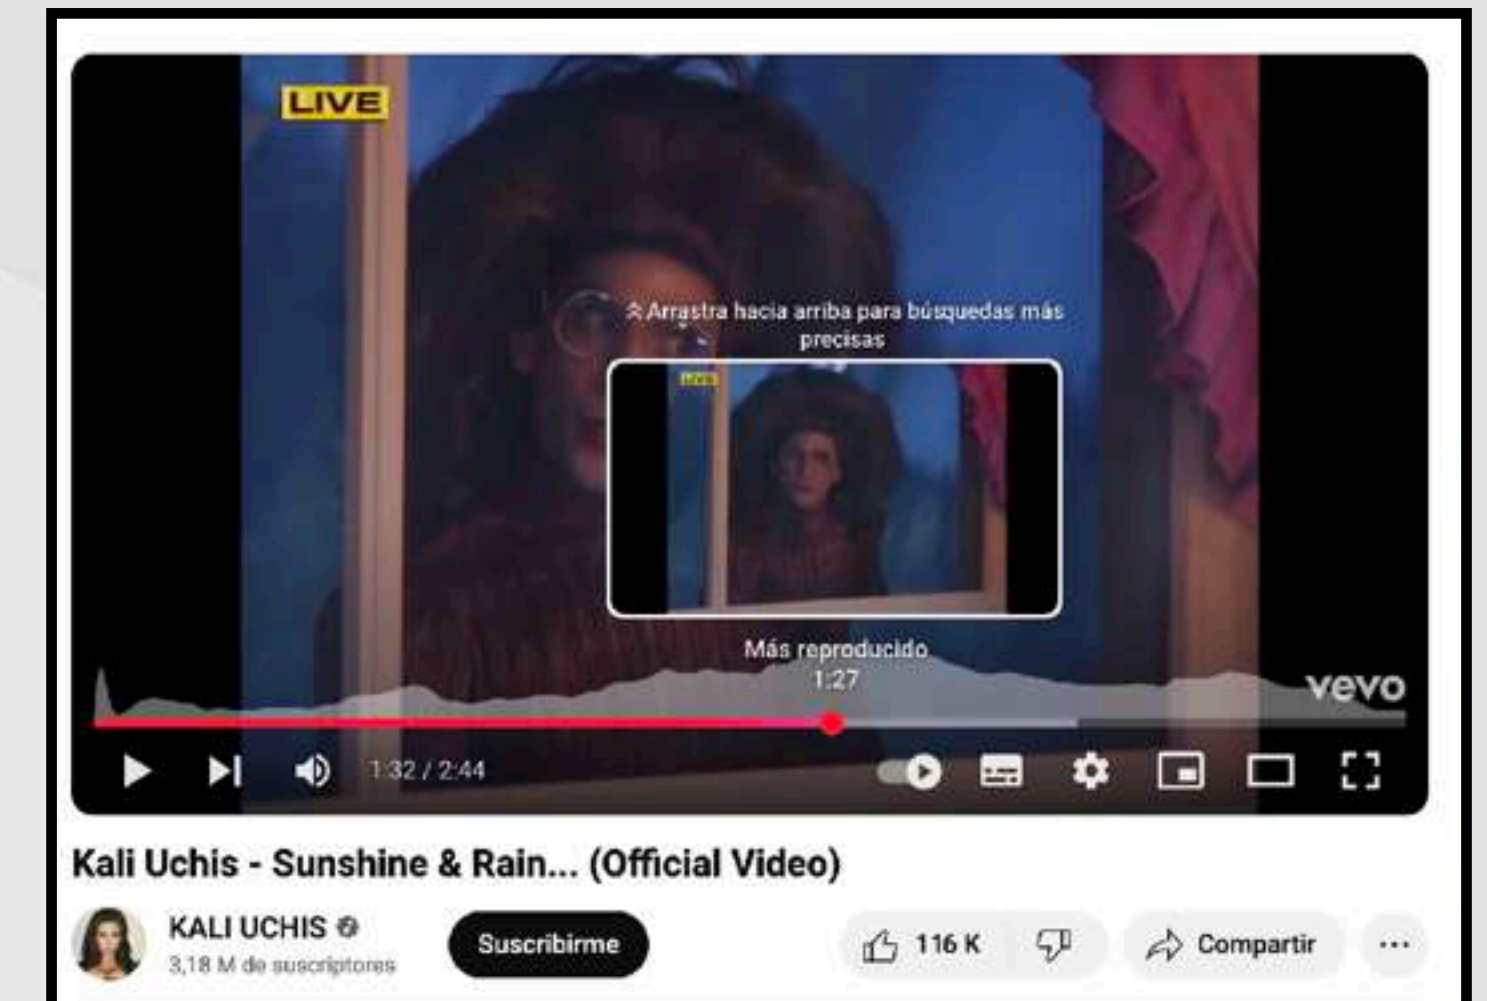 LIVE
Arrastra hacia arriba para búsquedas más
precisas
LIVE
Más reproducido
1:27
vevo
1:32 / 2:44
Kali Uchis - Sunshine & Rain... (Official Video)
KALI UCHIS
3,18 M de suscriptores
Suscribirme
116 K
Compartir